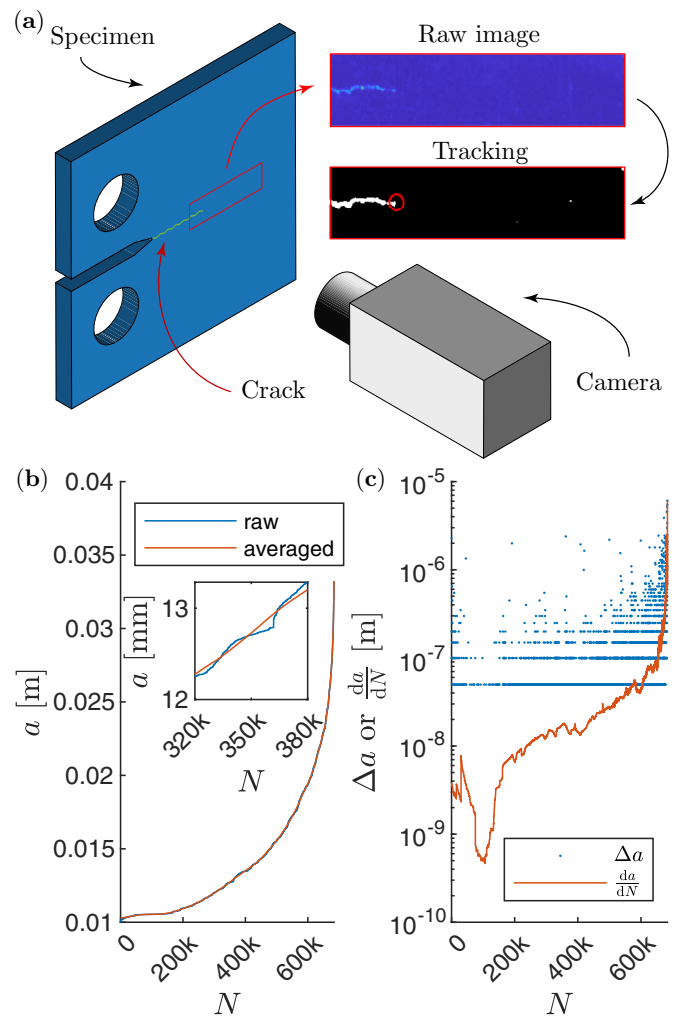 (a)
Specimen
Raw image
Tracking
Crack
Camera
(b)
0.04
0.035
0.03
0.025
0.02
0.015
0.01
a [m]
0
200k
400k
600k
N
raw
averaged
13
12
a [mm]
320k
350k
380k
N
(c)
10^-5
10^-6
10^-7
10^-8
10^-9
10^-10
Δa or da/dN [m]
0
200k
400k
600k
N
Δa
da/dN